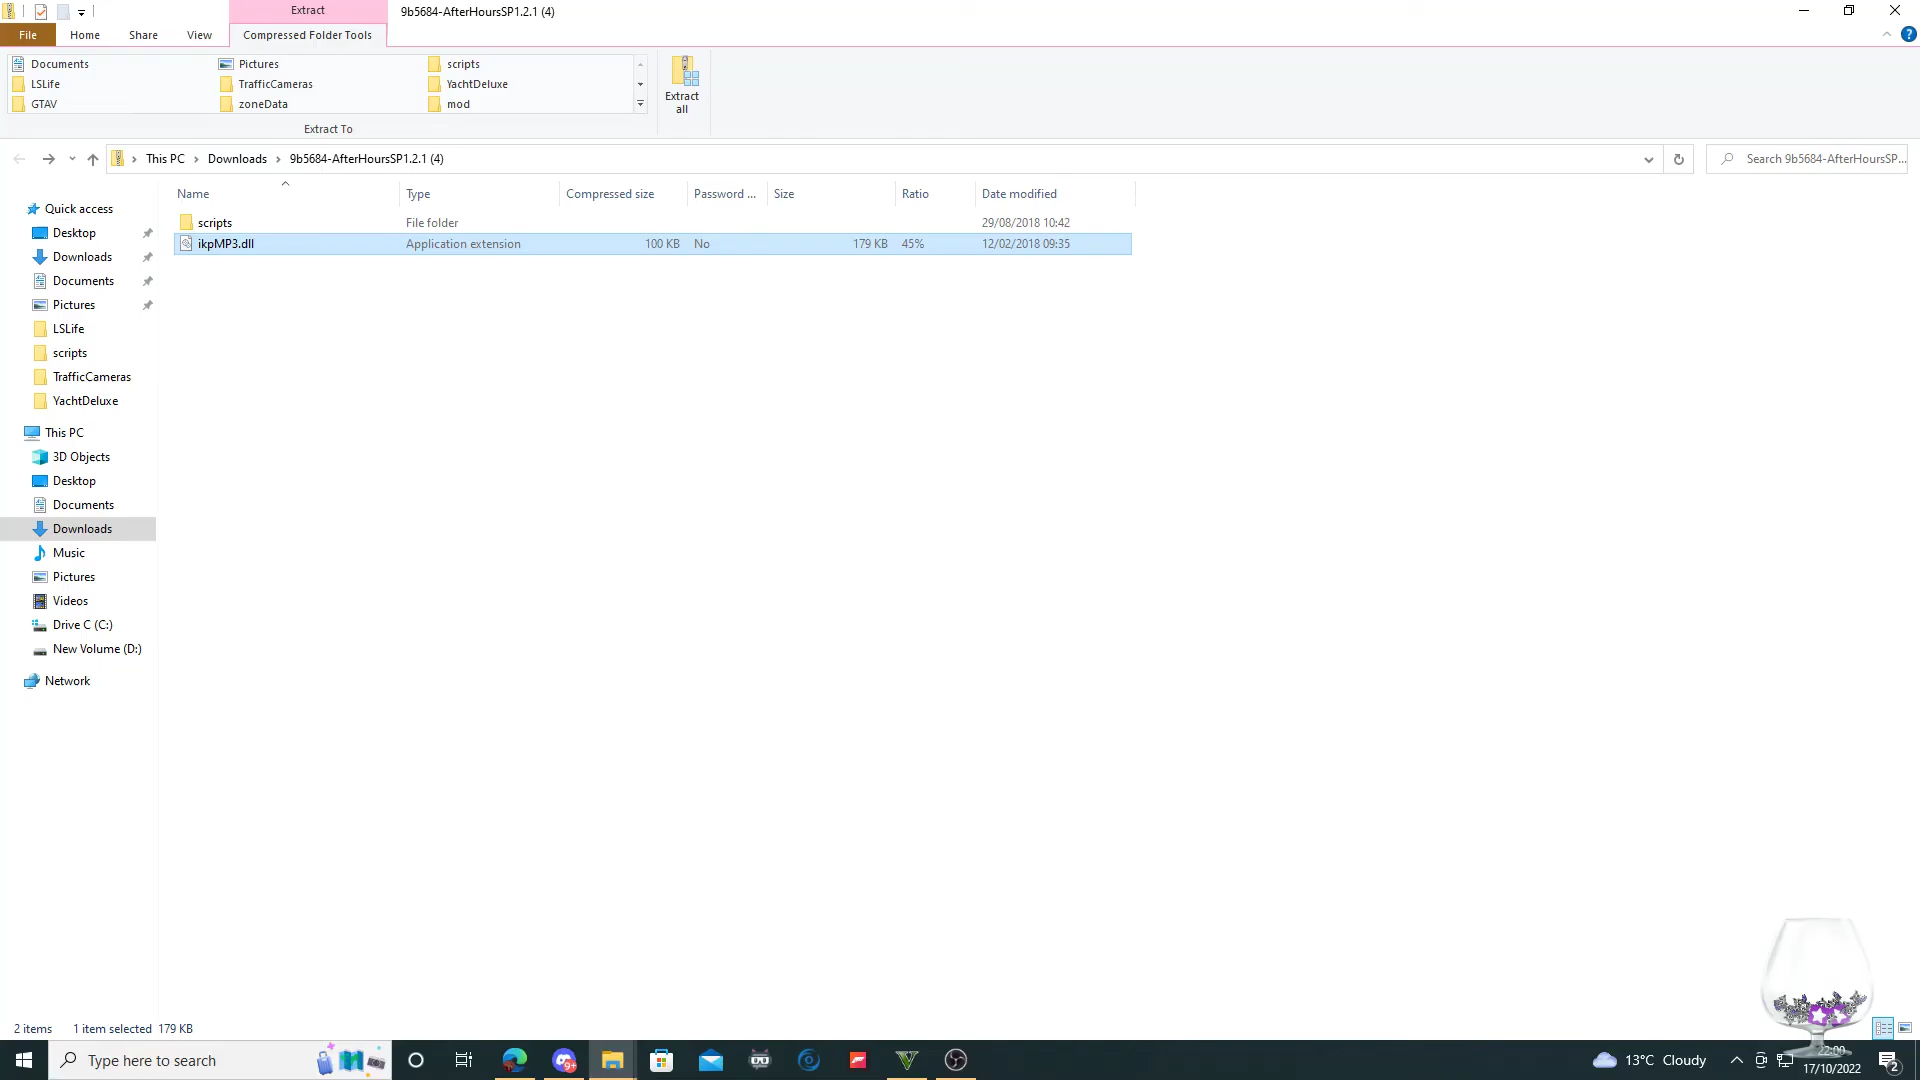 Extract
9b5684-AfterHoursSP1.2.1 (4)
File
Home
Share
View
Compressed Folder Tools
?
Documents
Pictures
scripts
LSLife
TrafficCameras
YachtDeluxe
GTAV
zoneData
mod
Extract
all
Extract To
This PC
Downloads
9b5684-AfterHoursSP1.2.1 (4)
Search 9b5684-AfterHoursSP...
Name
Type
Compressed size
Password ...
Size
Ratio
Date modified
scripts
File folder
29/08/2018 10:42
ikpMP3.dll
Application extension
100 KB
No
179 KB
45%
12/02/2018 09:35
Quick access
Desktop
Downloads
Documents
Pictures
LSLife
scripts
TrafficCameras
YachtDeluxe
This PC
3D Objects
Desktop
Documents
Downloads
Music
Pictures
Videos
Drive C (C:)
New Volume (D:)
Network
2 items
1 item selected 179 KB
Type here to search
9+
13°C Cloudy
22:00
17/10/2022
2